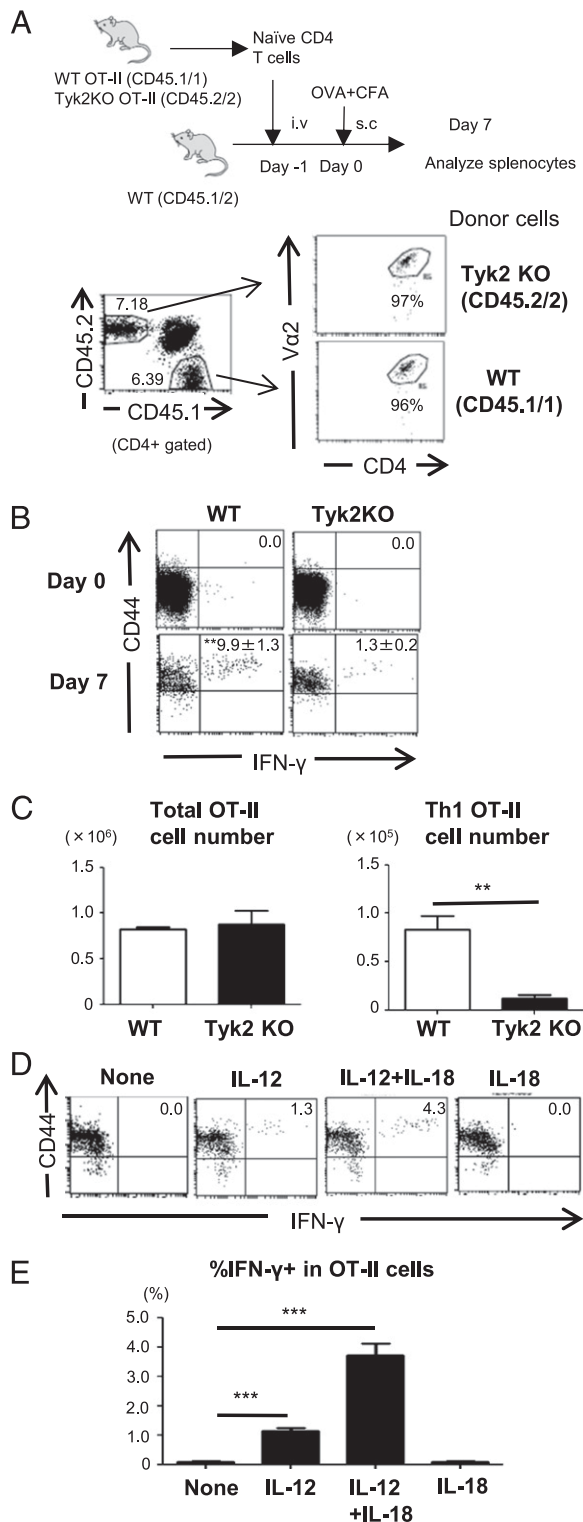 A
WT OT-II (CD45.1/1)
Tyk2KO OT-II (CD45.2/2)
Naïve CD4
T cells
OVA+CFA
i.v
s.c
Day 7
Day -1
Day 0
Analyze splenocytes
WT (CD45.1/2)
Donor cells
7.18
6.39
CD45.2
CD45.1
(CD4+ gated)
97%
96%
Vα2
CD4
Tyk2 KO
(CD45.2/2)
WT
(CD45.1/1)
B
WT
Tyk2KO
Day 0
0.0
0.0
Day 7
**9.9±1.3
1.3±0.2
CD44
IFN-γ
C
Total OT-II
cell number
(×10⁶)
1.5
1.0
0.5
0
WT
Tyk2 KO
Th1 OT-II
cell number
(×10⁵)
1.5
1.0
0.5
0
**
WT
Tyk2 KO
D
None
IL-12
IL-12+IL-18
IL-18
0.0
1.3
4.3
0.0
CD44
IFN-γ
E
%IFN-γ+ in OT-II cells
(%)
5.0
4.0
3.0
2.0
1.0
0
***
***
None
IL-12
IL-12
+IL-18
IL-18